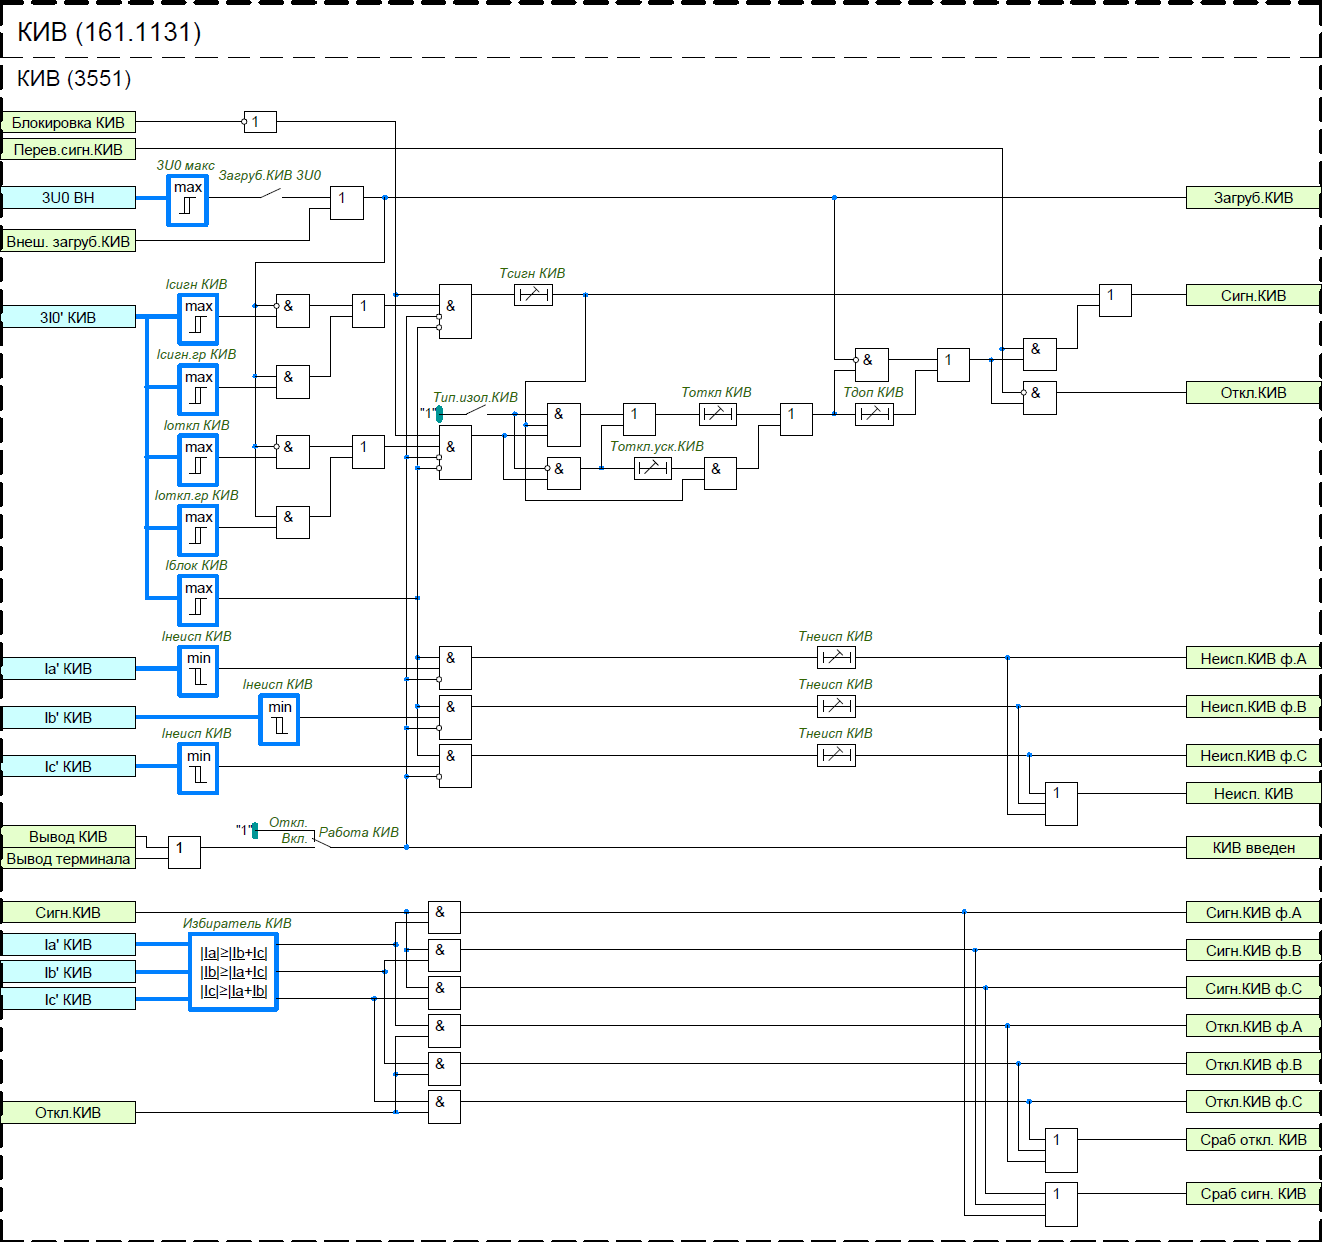 КИВ (161.1131)
КИВ (3551)
Блокировка КИВ
1
Перев.сигн.КИВ
3U0 макс
Загруб.КИВ 3U0
max
3U0 ВН
1
Загруб.КИВ
Внеш. загруб.КИВ
Тсигн КИВ
Iсигн КИВ
3I0' КИВ
max
&
1
&
1
Сигн.КИВ
Iсигн.гр КИВ
max
&
&
1
&
Тип.изол.КИВ
Тоткл КИВ
Тдоп КИВ
&
Откл.КИВ
"1"
&
1
1
Iоткл КИВ
max
&
1
&
Тоткл.уск.КИВ
&
&
Iоткл.гр КИВ
max
&
Iблок КИВ
max
Iнеисп КИВ
Тнеисп КИВ
Ia' КИВ
min
&
Неисп.КИВ ф.А
Iнеисп КИВ
Тнеисп КИВ
Ib' КИВ
min
&
Неисп.КИВ ф.В
Iнеисп КИВ
Тнеисп КИВ
Ic' КИВ
min
&
Неисп.КИВ ф.С
1
Неисп. КИВ
"1"
Откл.
Вкл.
Работа КИВ
Вывод КИВ
1
КИВ введен
Вывод терминала
Сигн.КИВ
&
Сигн.КИВ ф.А
Избиратель КИВ
Ia' КИВ
|Ia|≥|Ib+Ic|
&
Сигн.КИВ ф.В
Ib' КИВ
|Ib|≥|Ia+Ic|
Ic' КИВ
|Ic|≥|Ia+Ib|
&
Сигн.КИВ ф.С
&
Откл.КИВ ф.А
&
Откл.КИВ ф.В
Откл.КИВ
&
Откл.КИВ ф.С
1
Сраб откл. КИВ
1
Сраб сигн. КИВ